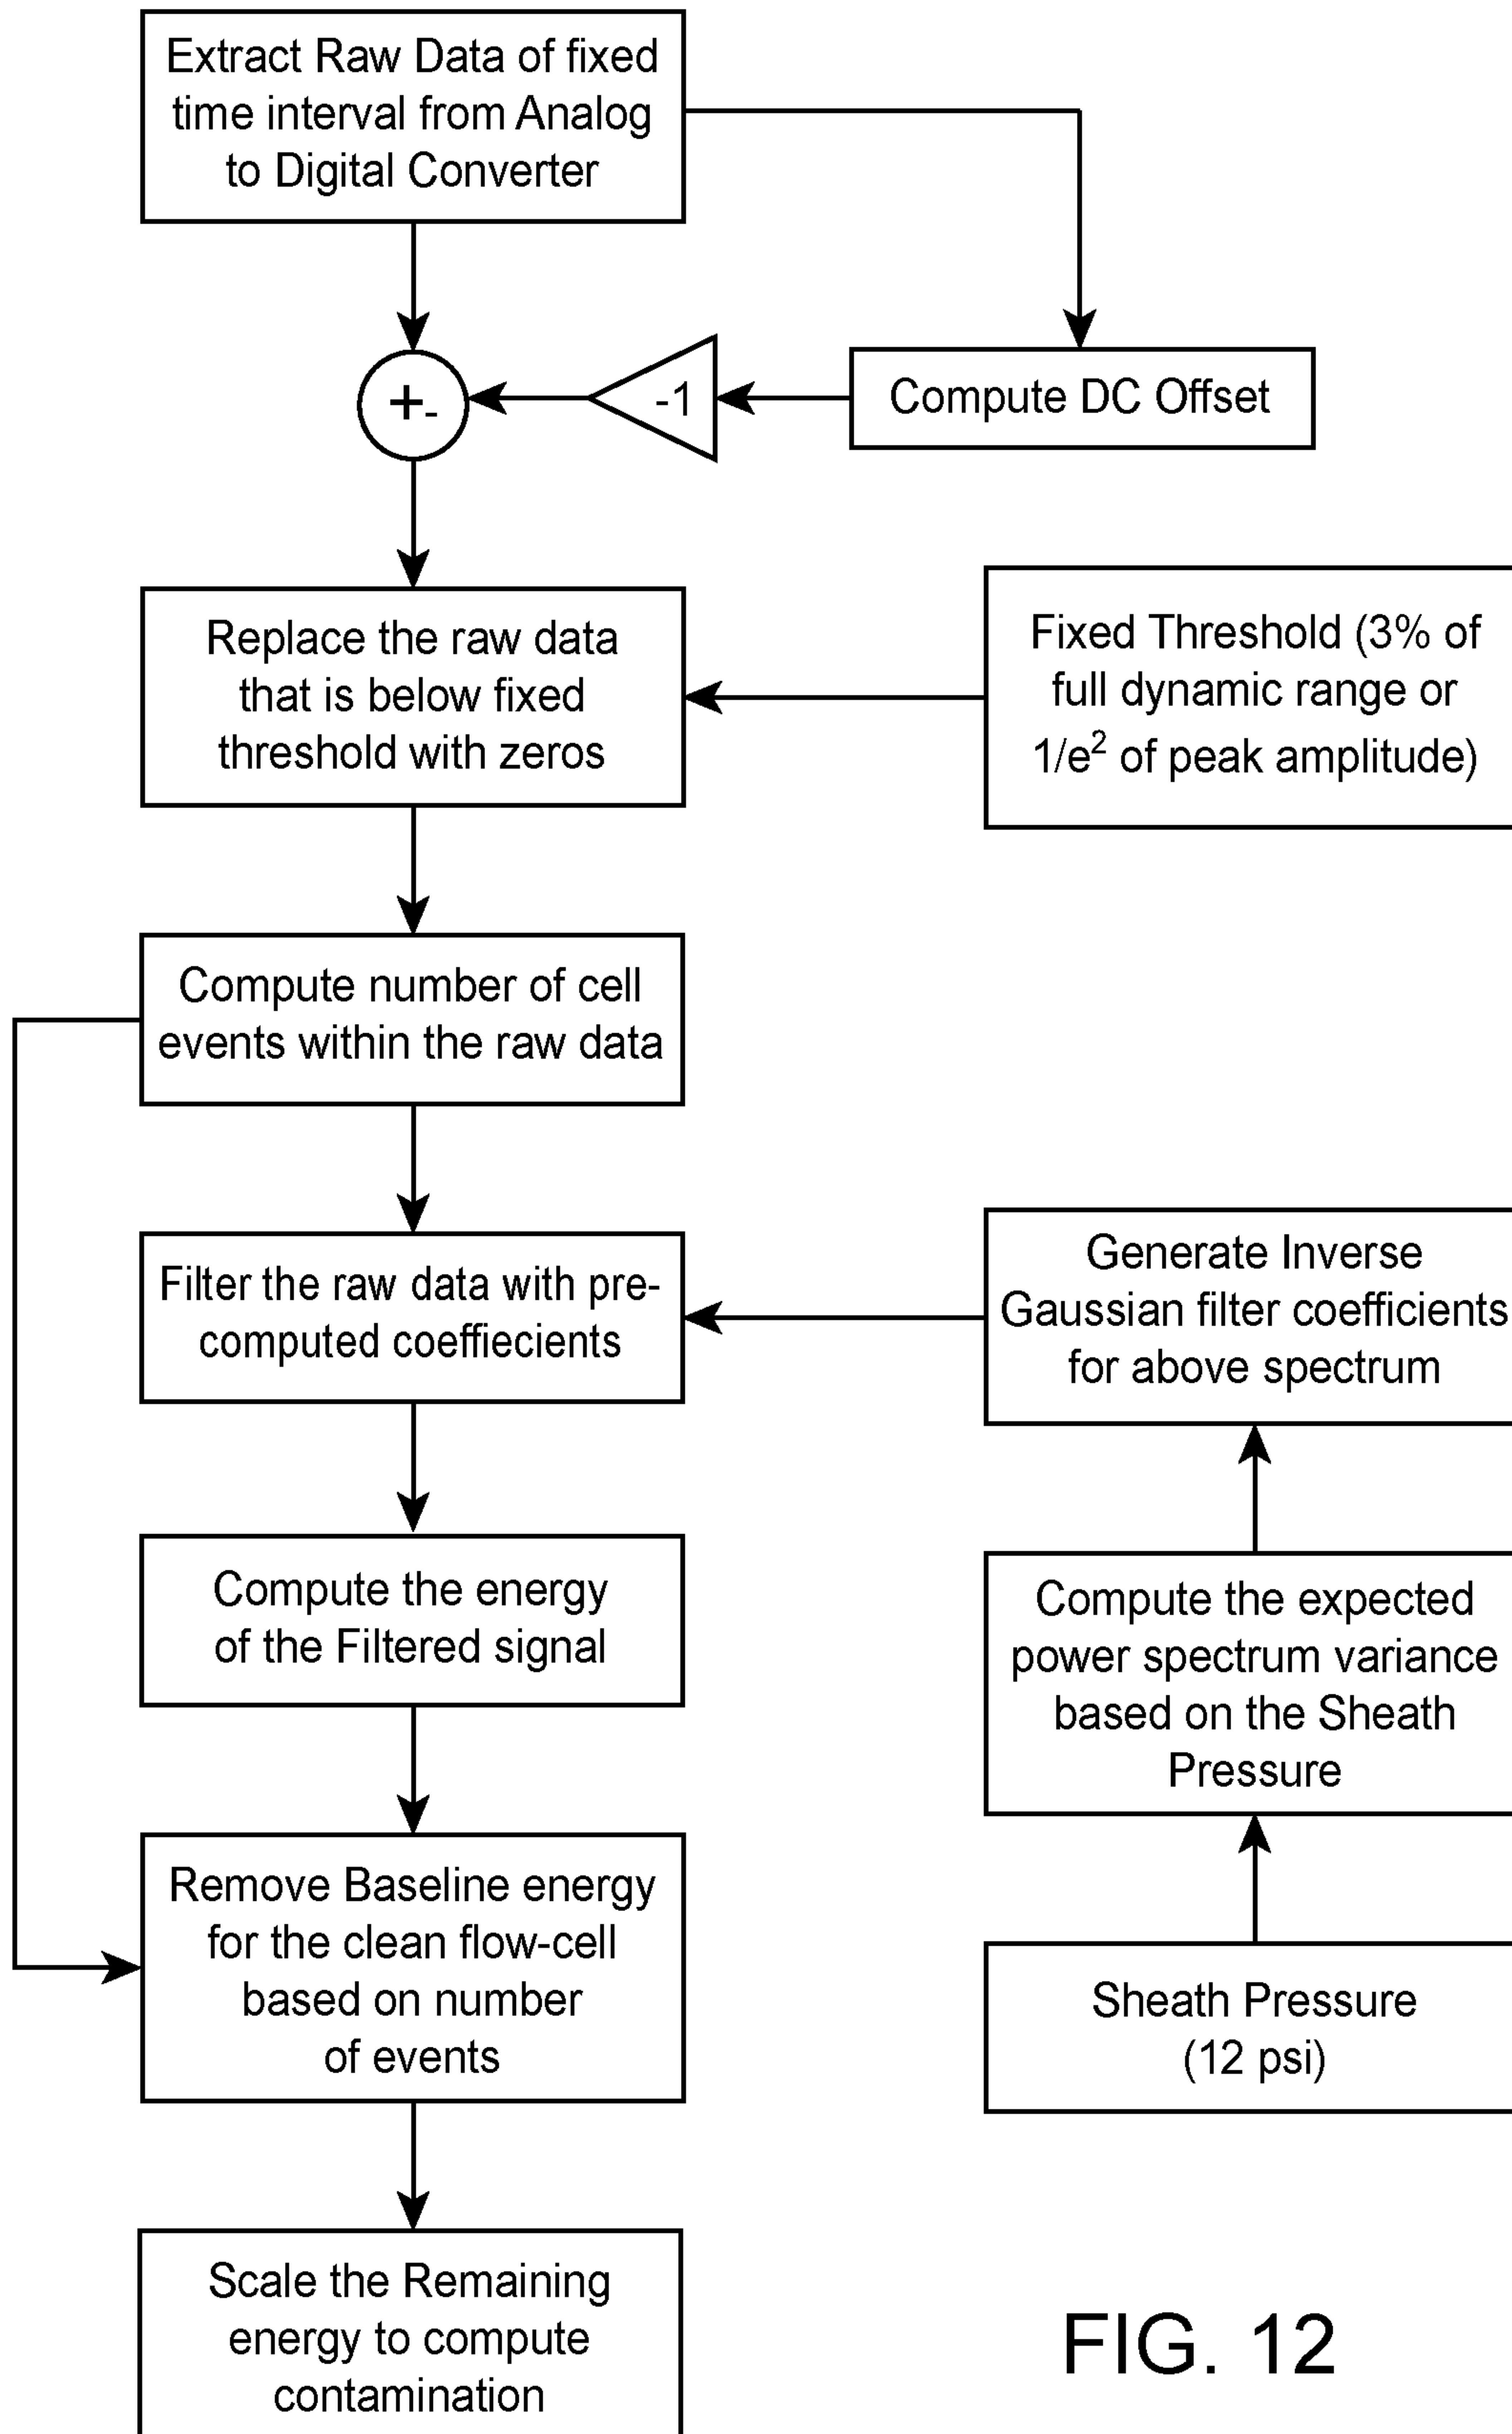 Extract Raw Data of fixed
time interval from Analog
to Digital Converter
+-
-1
Compute DC Offset
Replace the raw data
that is below fixed
threshold with zeros
Fixed Threshold (3% of
full dynamic range or
1/e² of peak amplitude)
Compute number of cell
events within the raw data
Filter the raw data with pre-
computed coeffiecients
Generate Inverse
Gaussian filter coefficients
for above spectrum
Compute the energy
of the Filtered signal
Compute the expected
power spectrum variance
based on the Sheath
Pressure
Remove Baseline energy
for the clean flow-cell
based on number
of events
Sheath Pressure
(12 psi)
Scale the Remaining
energy to compute
contamination
FIG. 12